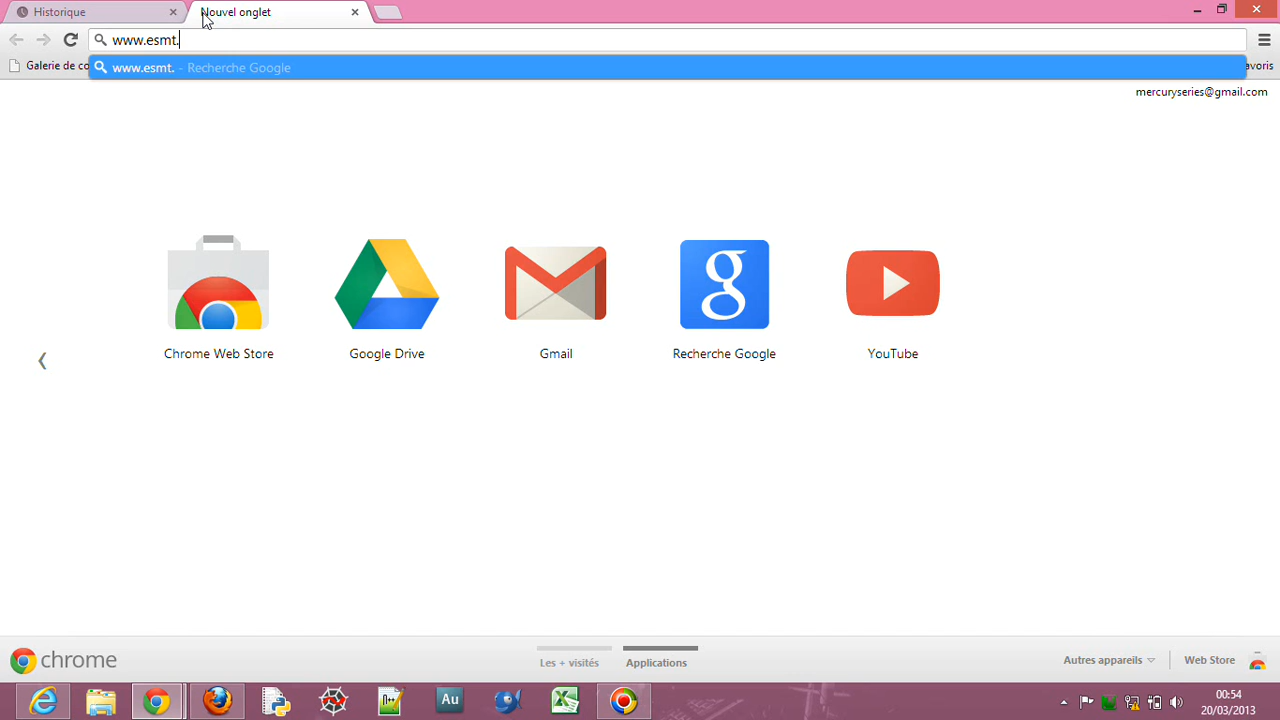 Historique
Nouvel onglet
www.esmt.
Galerie de co
www.esmt. - Recherche Google
avoris
mercuryseries@gmail.com
Chrome Web Store
Google Drive
Gmail
Recherche Google
YouTube
chrome
Les + visités
Applications
Autres appareils
Web Store
Au
00:54
20/03/2013